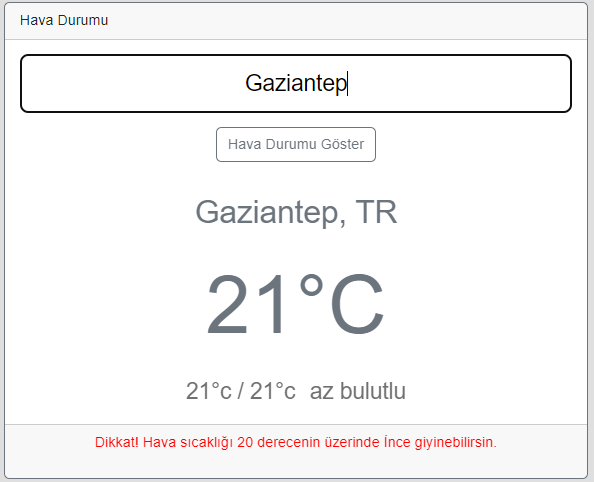 Hava Durumu
Gaziantep
Hava Durumu Göster
Gaziantep, TR
21°C
21°c / 21°c az bulutlu
Dikkat! Hava sıcaklığı 20 derecenin üzerinde İnce giyinebilirsin.